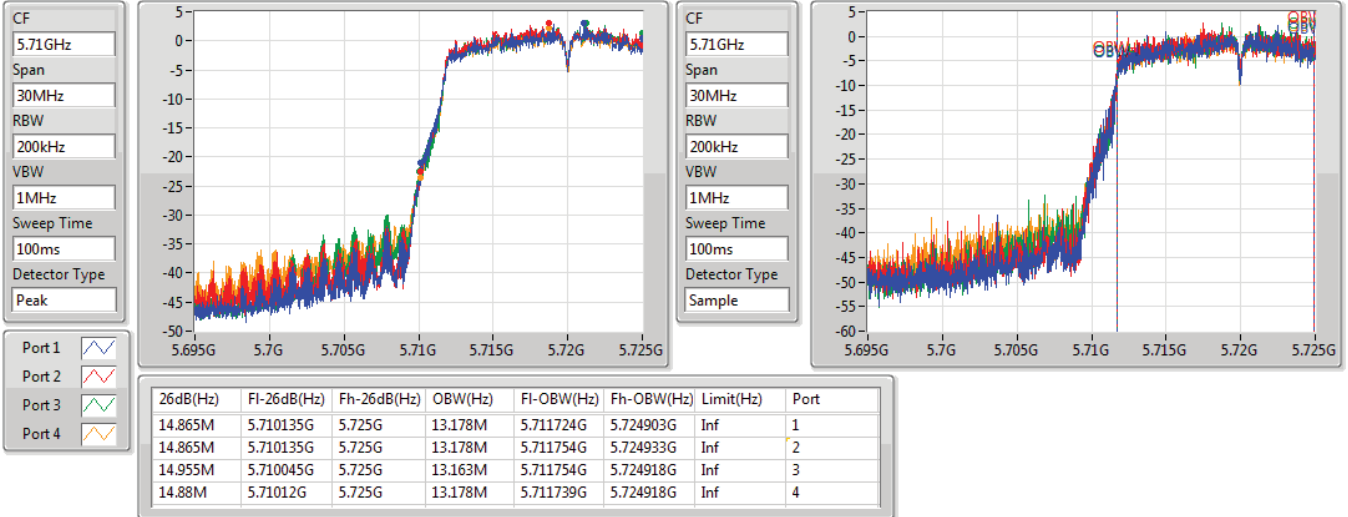 CF
5.71GHz
Span
30MHz
RBW
200kHz
VBW
1MHz
Sweep Time
100ms
Detector Type
Peak
5
0
-5
-10
-15
-20
-25
-30
-35
-40
-45
-50
5.695G 5.7G 5.705G 5.71G 5.715G 5.72G 5.725G
CF
5.71GHz
Span
30MHz
RBW
200kHz
VBW
1MHz
Sweep Time
100ms
Detector Type
Sample
5
0
-5
-10
-15
-20
-25
-30
-35
-40
-45
-50
-55
-60
OBW
OBW
5.695G 5.7G 5.705G 5.71G 5.715G 5.72G 5.725G
Port 1
Port 2
Port 3
Port 4
26dB(Hz) Fl-26dB(Hz) Fh-26dB(Hz) OBW(Hz) Fl-OBW(Hz) Fh-OBW(Hz) Limit(Hz) Port
14.865M 5.710135G 5.725G 13.178M 5.711724G 5.724903G Inf 1
14.865M 5.710135G 5.725G 13.178M 5.711754G 5.724933G Inf 2
14.955M 5.710045G 5.725G 13.163M 5.711754G 5.724918G Inf 3
14.88M 5.71012G 5.725G 13.178M 5.711739G 5.724918G Inf 4